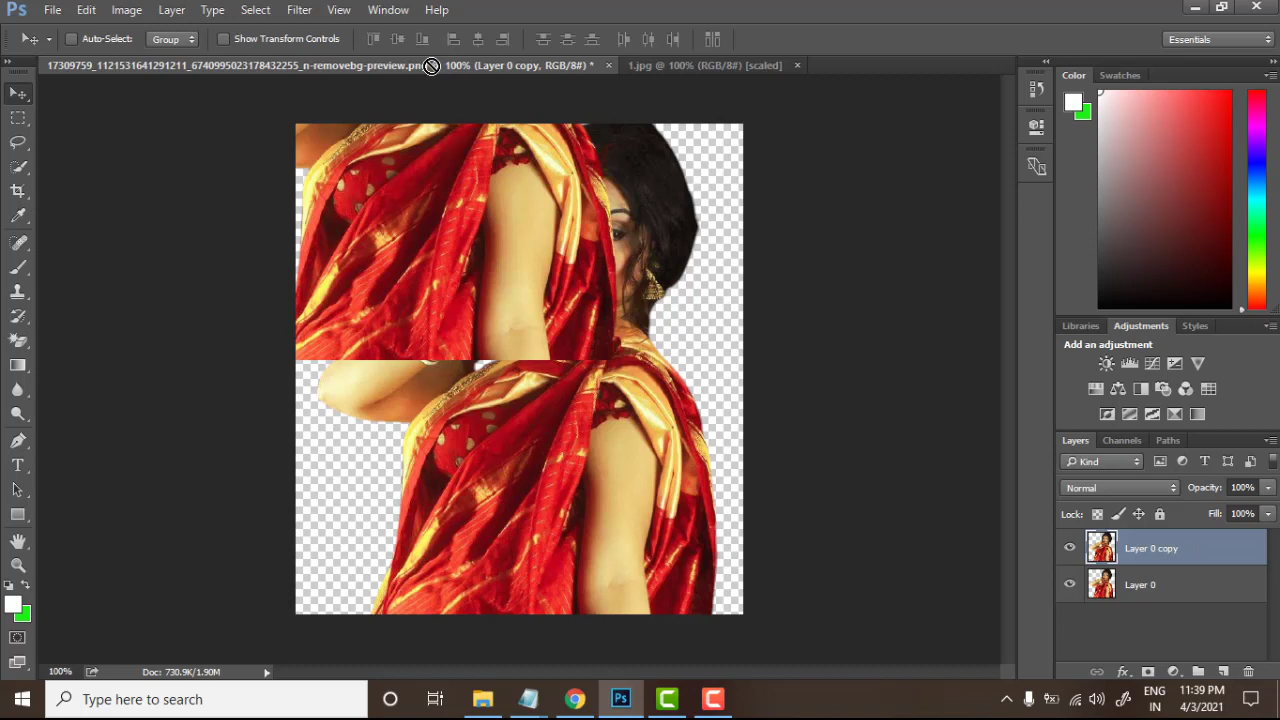 Ps File Edit Image Layer Type Select Filter View Window Help
Auto-Select: Group Show Transform Controls Essentials
17309759_1121531641291211_6740995023178432255_n-removebg-preview.pn 100% (Layer 0 copy, RGB/8#) * × 1.jpg @ 100% (RGB/8#) [scaled] ×
Color Swatches
Libraries Adjustments Styles
Add an adjustment
Layers Channels Paths
Kind
Normal Opacity: 100%
Lock: Fill: 100%
Layer 0 copy
Layer 0
100% Doc: 730.9K/1.90M
Type here to search
ENG 11:39 PM
IN 4/3/2021